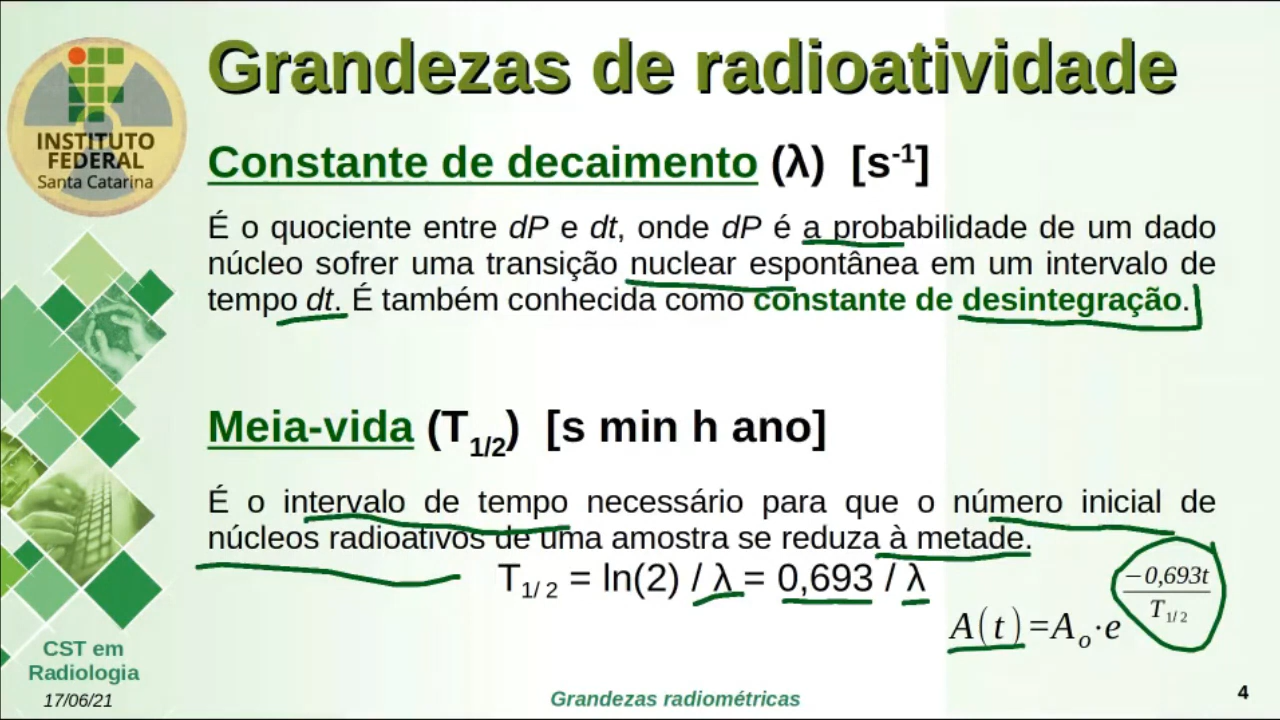 Grandezas de radioatividade
INSTITUTO
FEDERAL
Santa Catarina
Constante de decaimento (λ) [s⁻¹]
É o quociente entre dP e dt, onde dP é a probabilidade de um dado
núcleo sofrer uma transição nuclear espontânea em um intervalo de
tempo dt. É também conhecida como constante de desintegração.
Meia-vida (T₁/₂) [s min h ano]
É o intervalo de tempo necessário para que o número inicial de
núcleos radioativos de uma amostra se reduza à metade.
T₁/ ₂ = ln(2) / λ = 0,693 / λ
A(t)=Aₒ·e^(−0,693t / T₁/₂)
CST em
Radiologia
17/06/21
Grandezas radiométricas
4